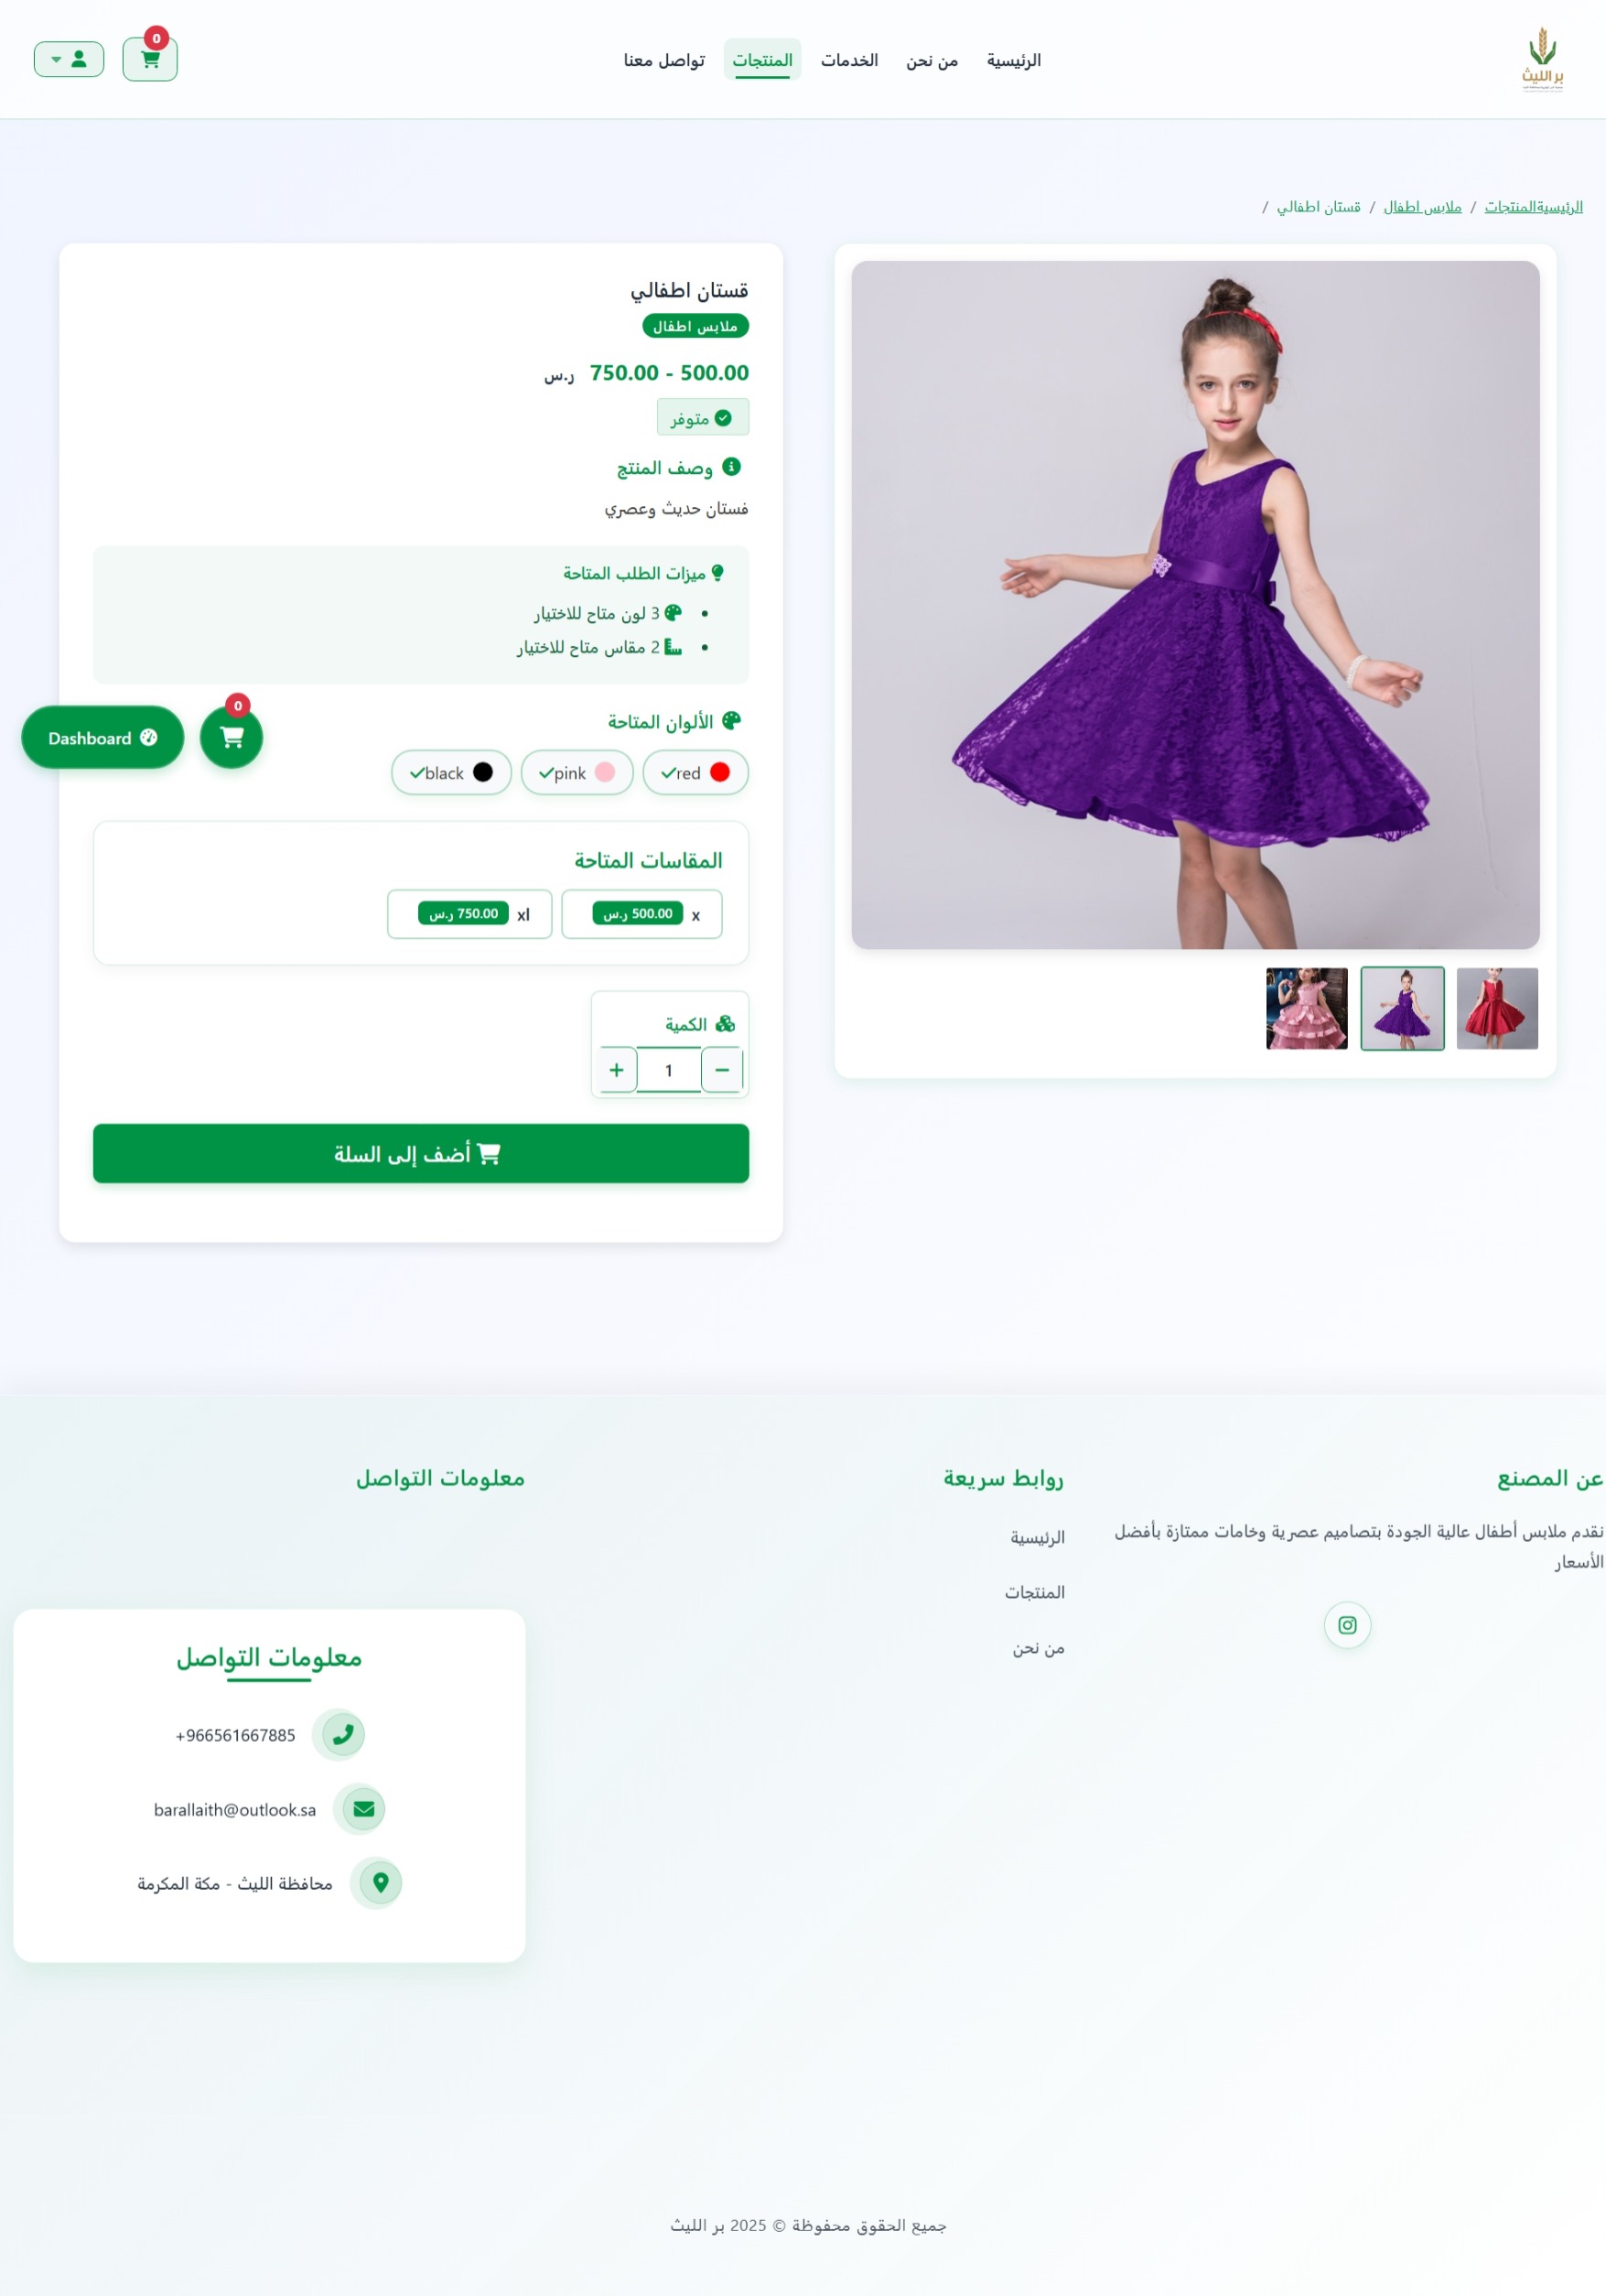 بر الليث
الرئيسية
من نحن
الخدمات
المنتجات
تواصل معنا
0
الرئيسيةالمنتجات / ملابس اطفال / قستان اطفالي /
قستان اطفالي
ملابس اطفال
500.00 - 750.00 ر.س
متوفر
وصف المنتج
فستان حديث وعصري
ميزات الطلب المتاحة
3 لون متاح للاختيار
2 مقاس متاح للاختيار
الألوان المتاحة
0
Dashboard
red
pink
black
المقاسات المتاحة
x 500.00 ر.س
xl 750.00 ر.س
الكمية
1
أضف إلى السلة
عن المصنع
نقدم ملابس أطفال عالية الجودة بتصاميم عصرية وخامات ممتازة بأفضل
الأسعار
روابط سريعة
الرئيسية
المنتجات
من نحن
معلومات التواصل
معلومات التواصل
+966561667885
barallaith@outlook.sa
محافظة الليث - مكة المكرمة
جميع الحقوق محفوظة © 2025 بر الليث